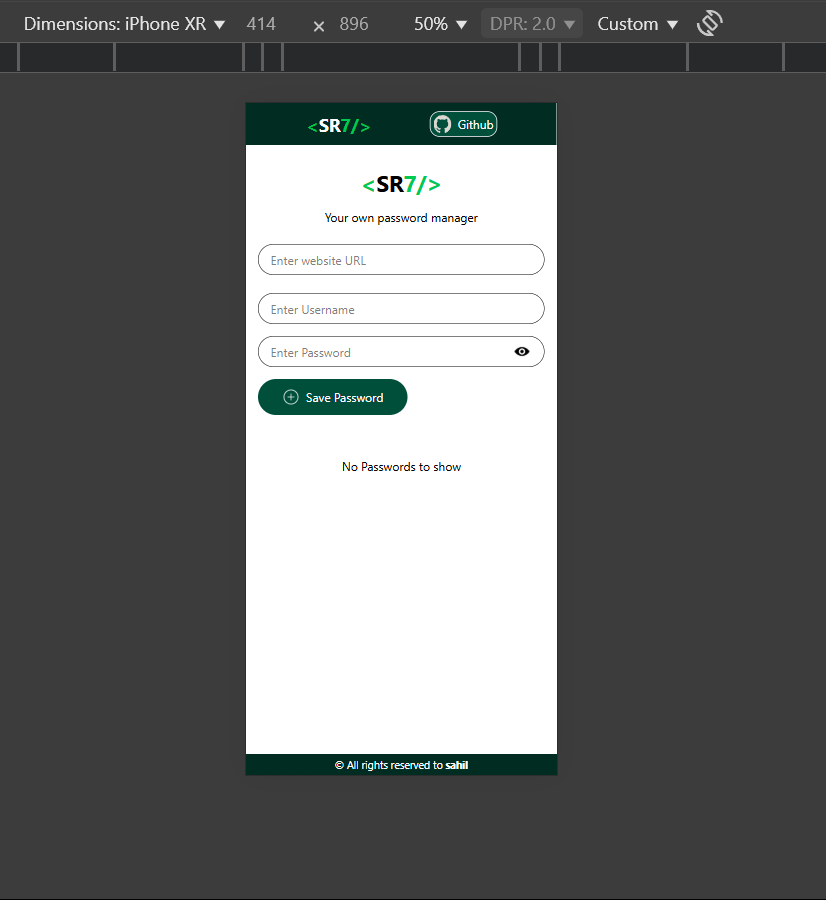 Dimensions: iPhone XR 414 × 896 50% DPR: 2.0 Custom
<SR7/> Github
<SR7/>
Your own password manager
Enter website URL
Enter Username
Enter Password
Save Password
No Passwords to show
© All rights reserved to sahil